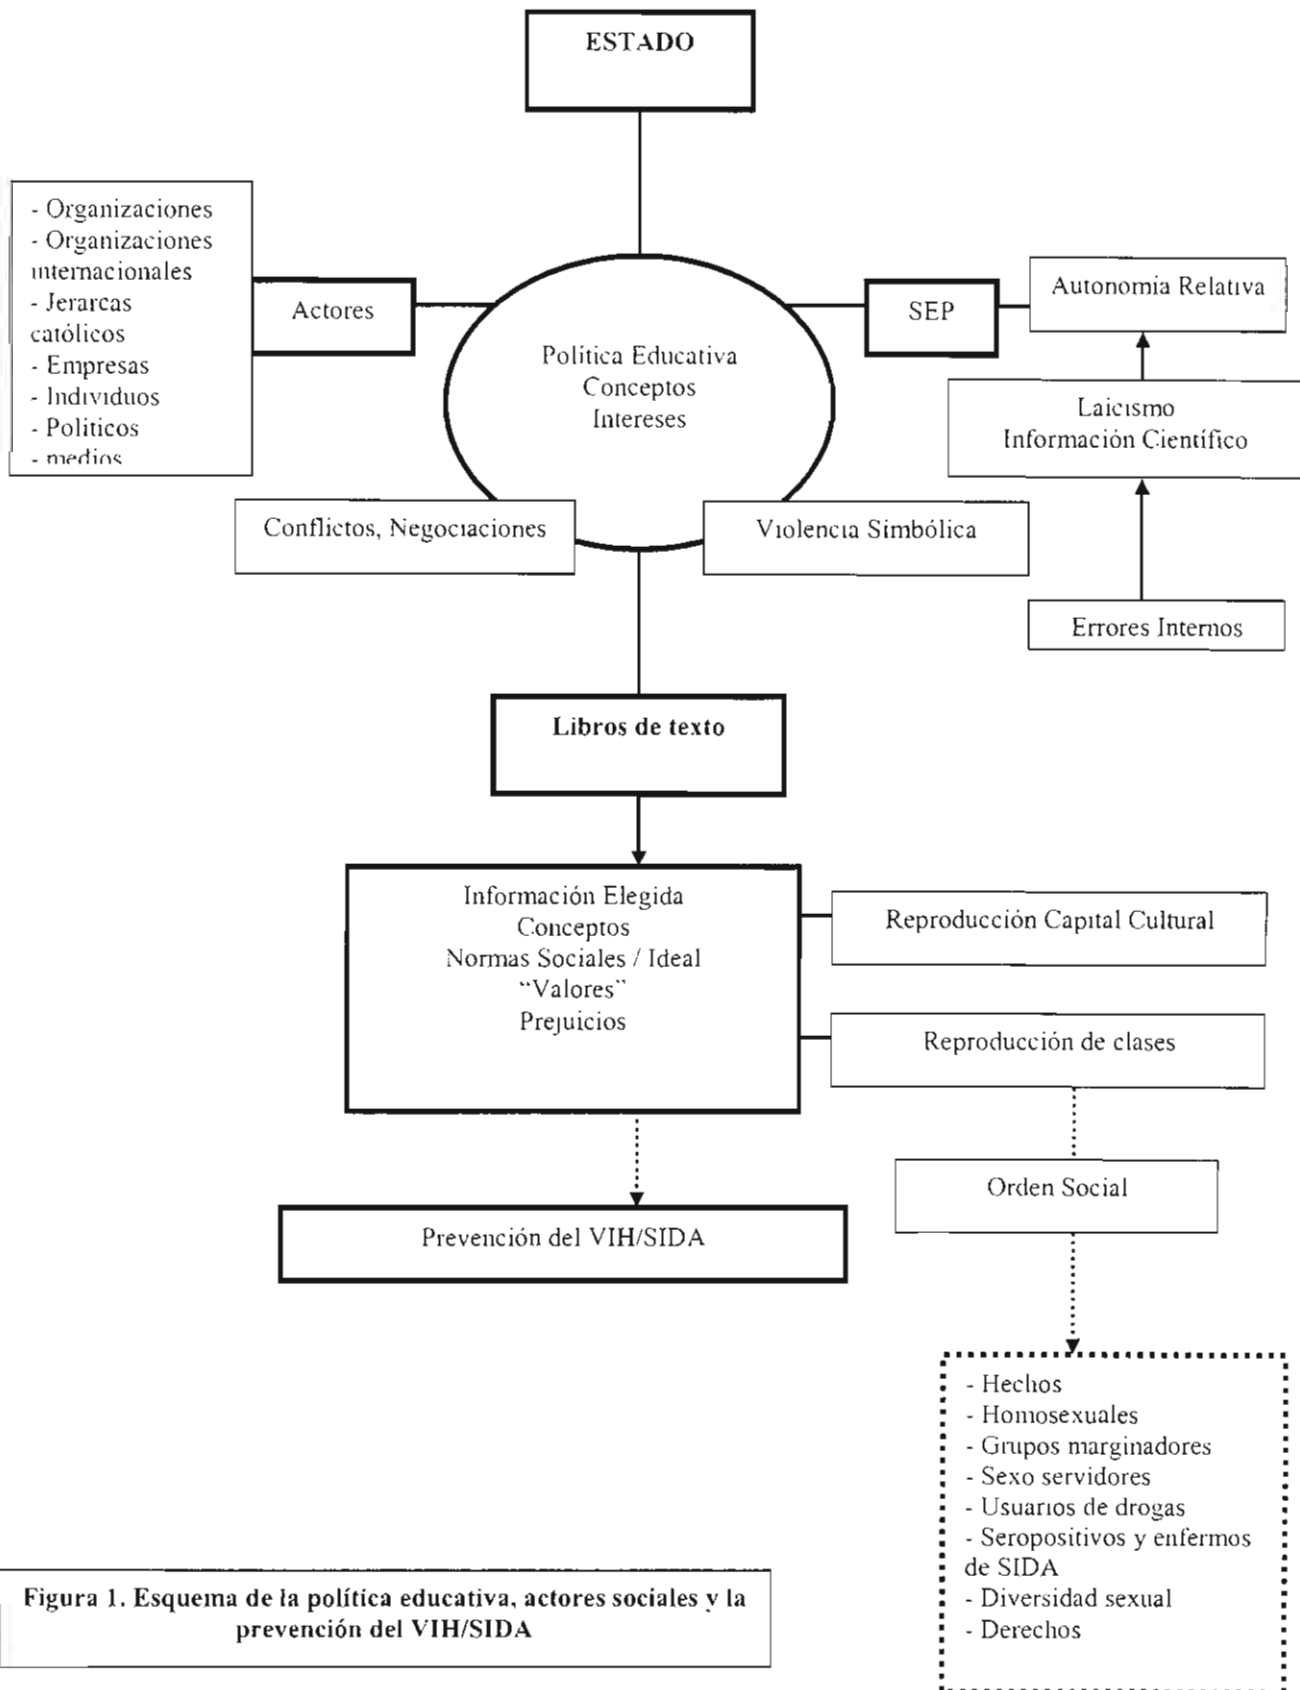 ESTADO
- Organizaciones
- Organizaciones
internacionales
- Jerarcas
católicos
- Empresas
- Individuos
- Politicos
- medios
Actores
Política Educativa
Conceptos
Intereses
SEP
Autonomia Relativa
Laicismo
Información Científico
Errores Internos
Conflictos, Negociaciones
Violencia Simbólica
Libros de texto
Información Elegida
Conceptos
Normas Sociales / Ideal
“Valores”
Prejuicios
Reproducción Capital Cultural
Reproducción de clases
Orden Social
Prevención del VIH/SIDA
- Hechos
- Homosexuales
- Grupos marginadores
- Sexo servidores
- Usuarios de drogas
- Seropositivos y enfermos
de SIDA
- Diversidad sexual
- Derechos
Figura 1. Esquema de la política educativa, actores sociales y la
prevención del VIH/SIDA